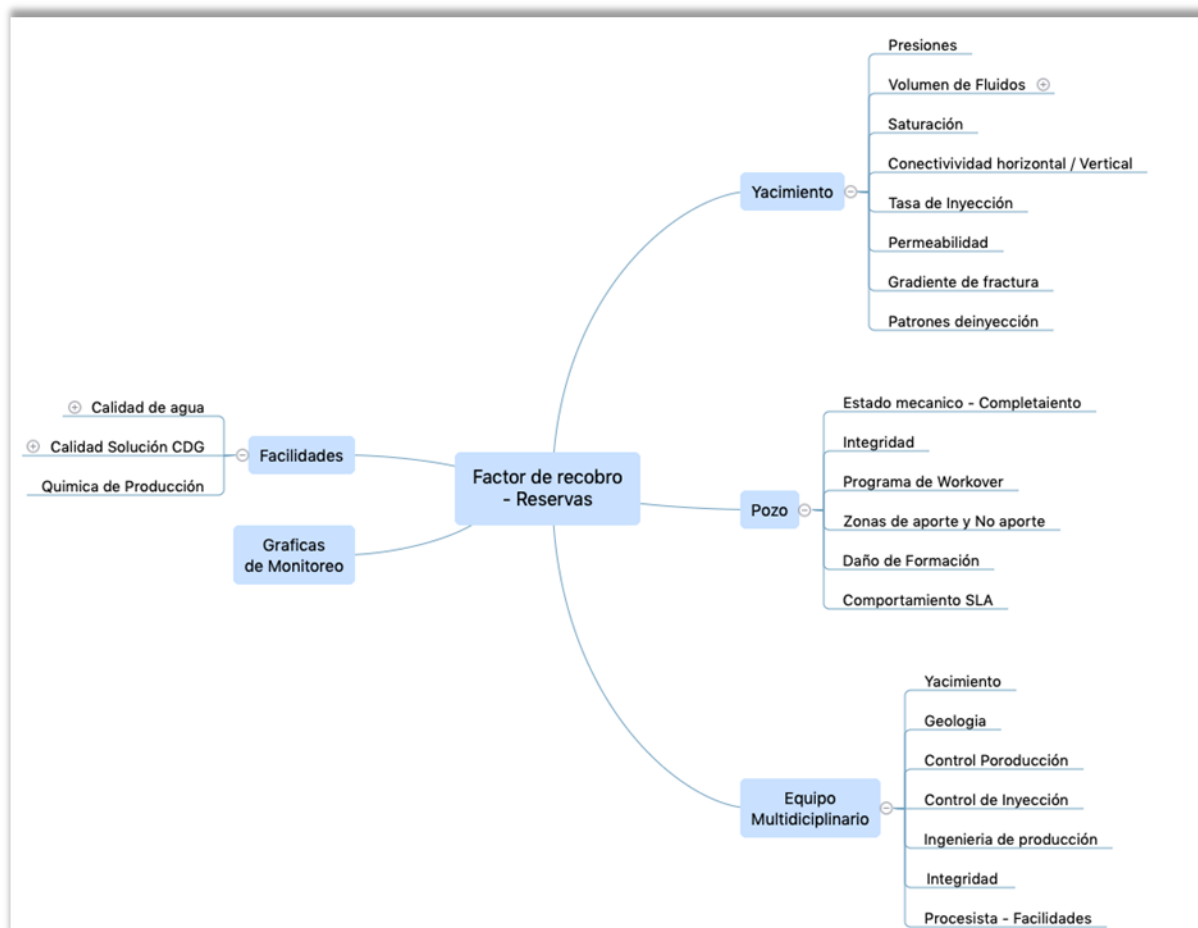 Factor de recobro
- Reservas
Yacimiento
Presiones
Volumen de Fluidos
Saturación
Conectivividad horizontal / Vertical
Tasa de Inyección
Permeabilidad
Gradiente de fractura
Patrones deinyección
Pozo
Estado mecanico - Completaiento
Integridad
Programa de Workover
Zonas de aporte y No aporte
Daño de Formación
Comportamiento SLA
Equipo
Multidiciplinario
Yacimiento
Geologia
Control Poroducción
Control de Inyección
Ingenieria de producción
Integridad
Procesista - Facilidades
Facilidades
Calidad de agua
Calidad Solución CDG
Quimica de Producción
Graficas
de Monitoreo